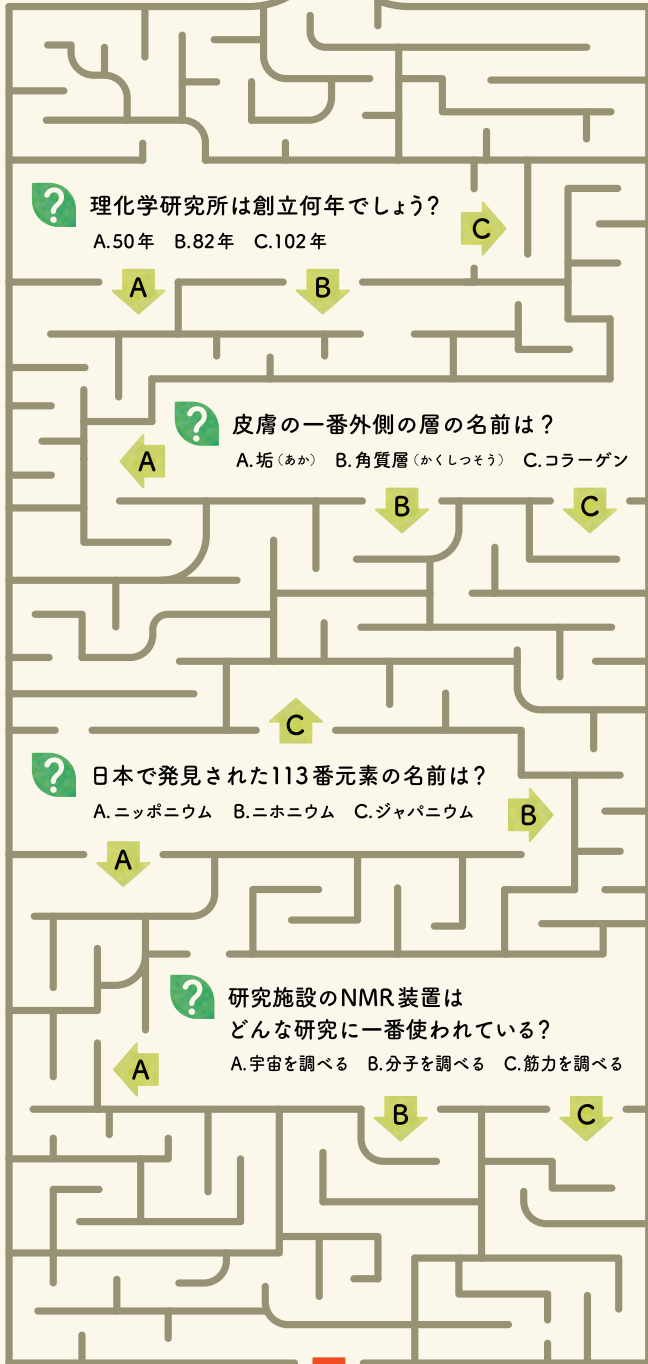 ?
理化学研究所は創立何年でしょう?
A.50年 B.82年 C.102年
C
A
B
?
皮膚の一番外側の層の名前は?
A.垢(あか) B.角質層(かくしつそう) C.コラーゲン
A
B
C
C
?
日本で発見された113番元素の名前は?
A.ニッポニウム B.ニホニウム C.ジャパニウム
B
A
?
研究施設のNMR装置は
どんな研究に一番使われている?
A.宇宙を調べる B.分子を調べる C.筋力を調べる
A
B
C